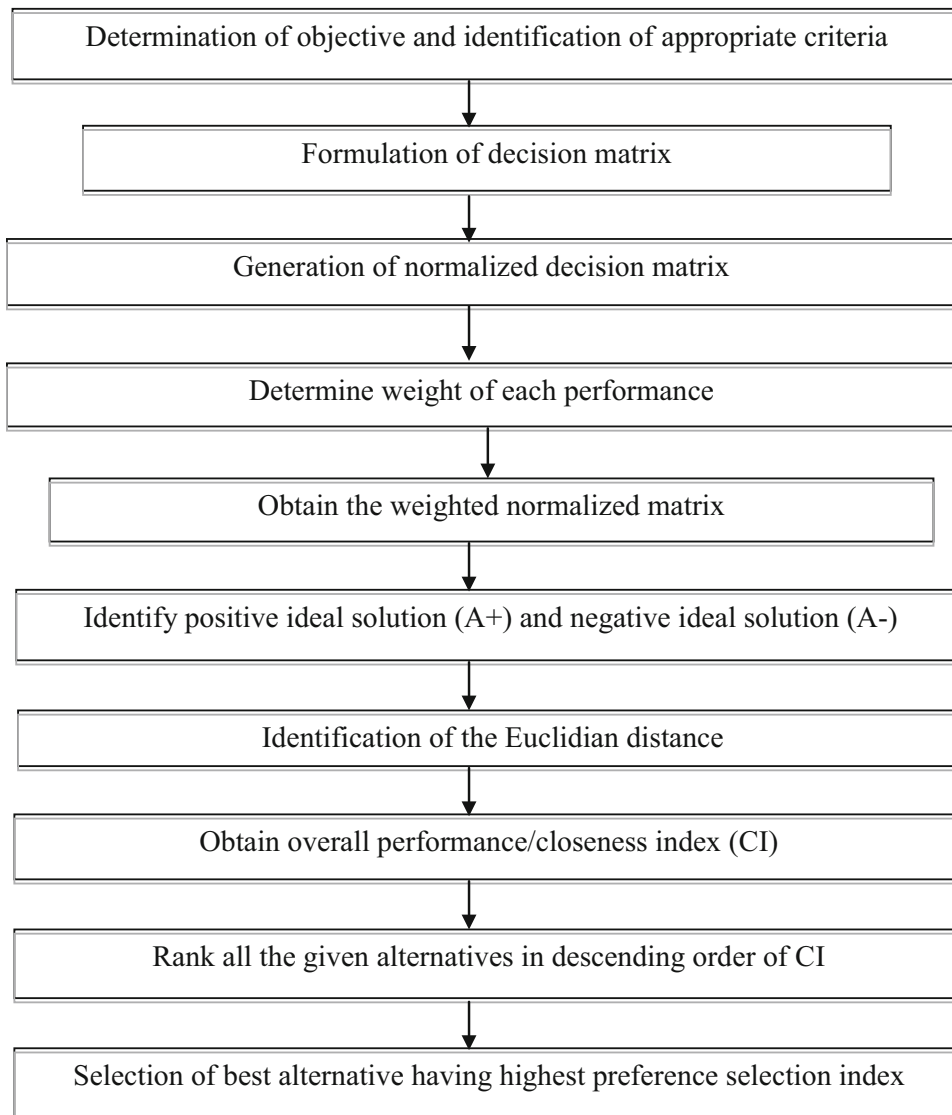 Determination of objective and identification of appropriate criteria
Formulation of decision matrix
Generation of normalized decision matrix
Determine weight of each performance
Obtain the weighted normalized matrix
Identify positive ideal solution (A+) and negative ideal solution (A-)
Identification of the Euclidian distance
Obtain overall performance/closeness index (CI)
Rank all the given alternatives in descending order of CI
Selection of best alternative having highest preference selection index